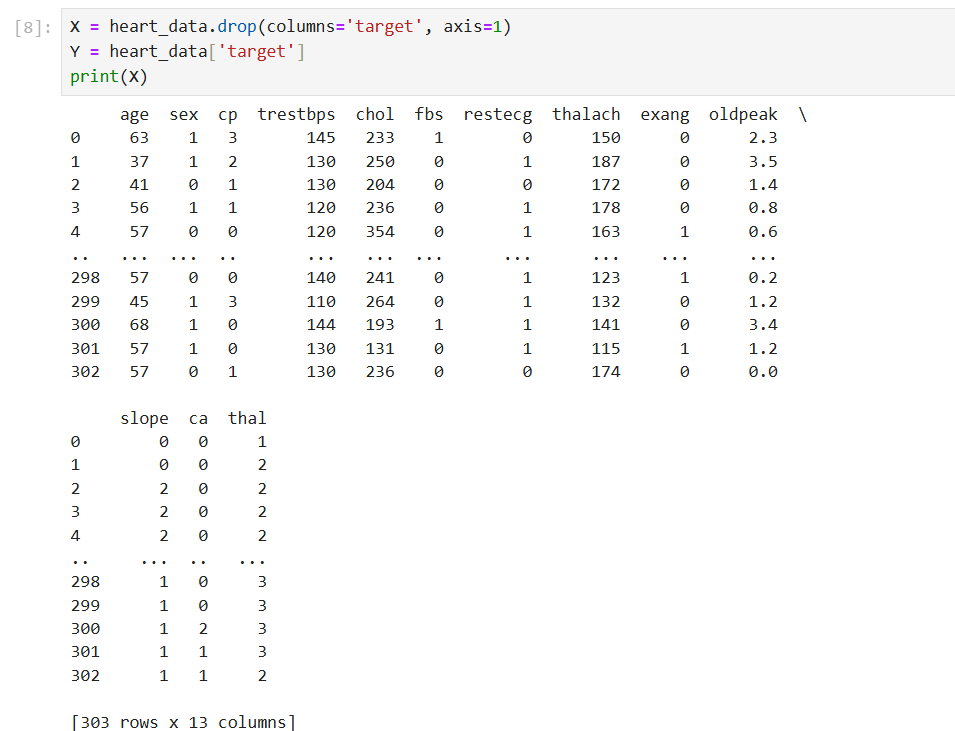 [8]: X = heart_data.drop(columns='target', axis=1)
Y = heart_data['target']
print(X)
     age  sex  cp  trestbps  chol  fbs  restecg  thalach  exang  oldpeak  \
0     63    1   3       145   233    1        0      150      0      2.3
1     37    1   2       130   250    0        1      187      0      3.5
2     41    0   1       130   204    0        0      172      0      1.4
3     56    1   1       120   236    0        1      178      0      0.8
4     57    0   0       120   354    0        1      163      1      0.6
..   ...  ...  ..       ...   ...  ...      ...      ...    ...      ...
298   57    0   0       140   241    0        1      123      1      0.2
299   45    1   3       110   264    0        1      132      0      1.2
300   68    1   0       144   193    1        1      141      0      3.4
301   57    1   0       130   131    0        1      115      1      1.2
302   57    0   1       130   236    0        0      174      0      0.0
     slope  ca  thal
0        0   0     1
1        0   0     2
2        2   0     2
3        2   0     2
4        2   0     2
..     ...  ..   ...
298      1   0     3
299      1   0     3
300      1   2     3
301      1   1     3
302      1   1     2
[303 rows x 13 columns]